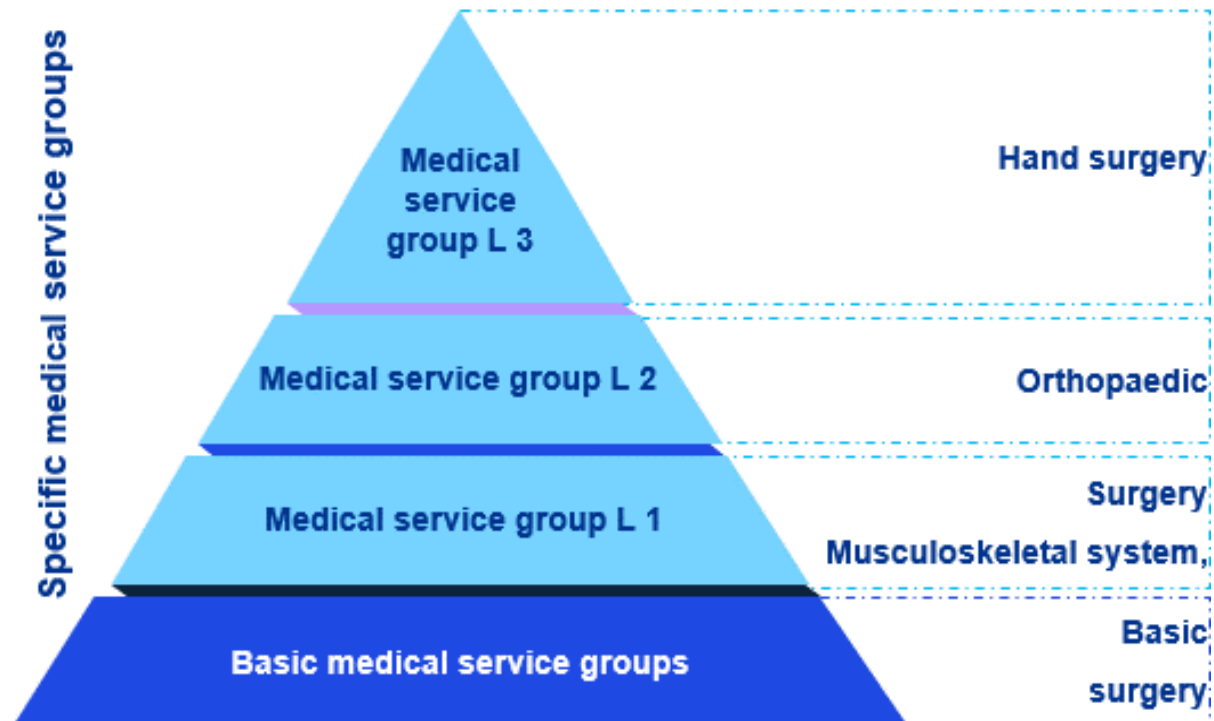 Specific medical service groups
Medical
service
group L 3
Hand surgery
Medical service group L 2
Orthopaedic
Medical service group L 1
Surgery
Musculoskeletal system,
Basic medical service groups
Basic
surgery